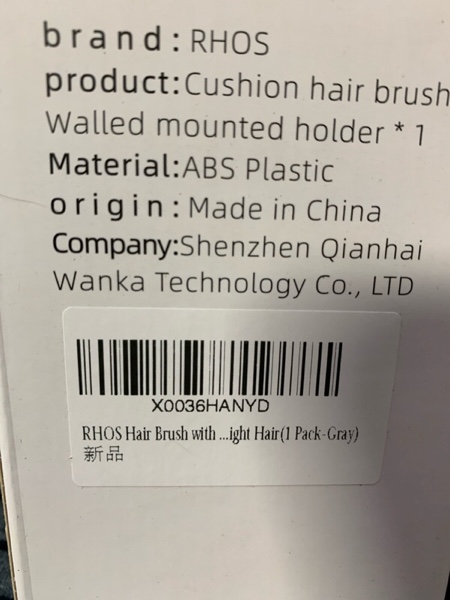 brand: RHOS
product:Cushion hair brush
Walled mounted holder * 1
Material:ABS Plastic
origin: Made in China
Company:Shenzhen Qianhai
Wanka Technology Co., LTD
X0036HANYD
RHOS Hair Brush with ...ight Hair(1 Pack-Gray)
新品